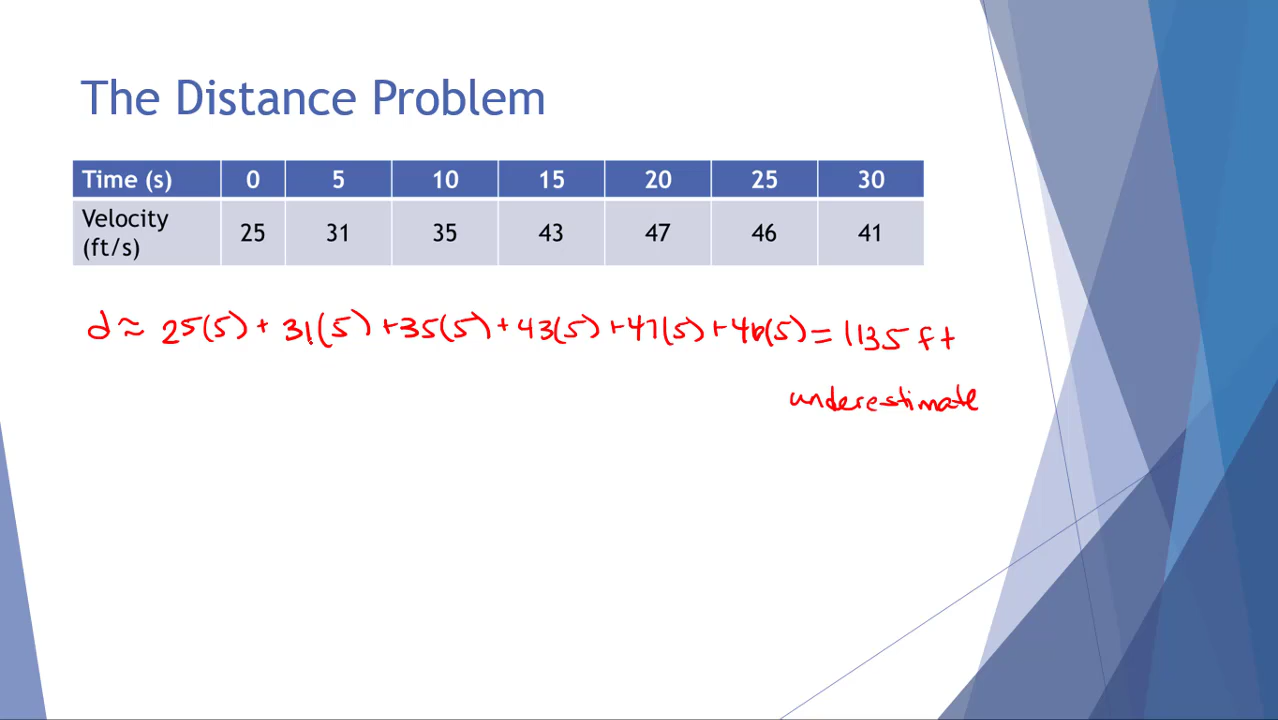 The Distance Problem
Time (s) 0 5 10 15 20 25 30
Velocity (ft/s) 25 31 35 43 47 46 41
d ≈ 25(5) + 31(5) + 35(5) + 43(5) + 47(5) + 46(5) = 1135 ft
underestimate